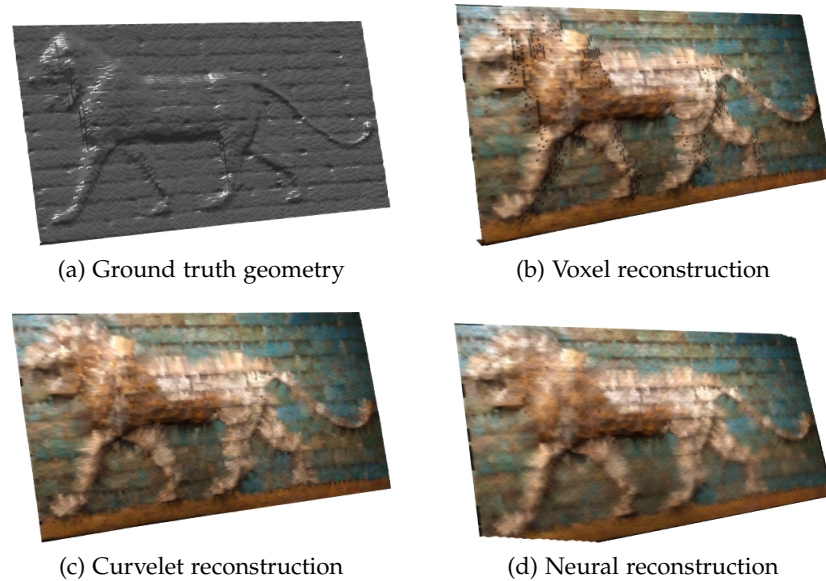 (a) Ground truth geometry
(b) Voxel reconstruction
(c) Curvelet reconstruction
(d) Neural reconstruction